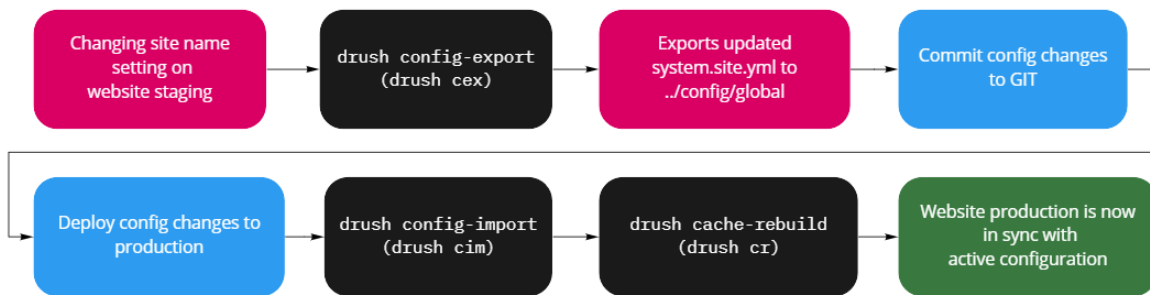 Changing site name
setting on
website staging
drush config-export
(drush cex)
Exports updated
system.site.yml to
../config/global
Commit config changes
to GIT
Deploy config changes to
production
drush config-import
(drush cim)
drush cache-rebuild
(drush cr)
Website production is now
in sync with
active configuration